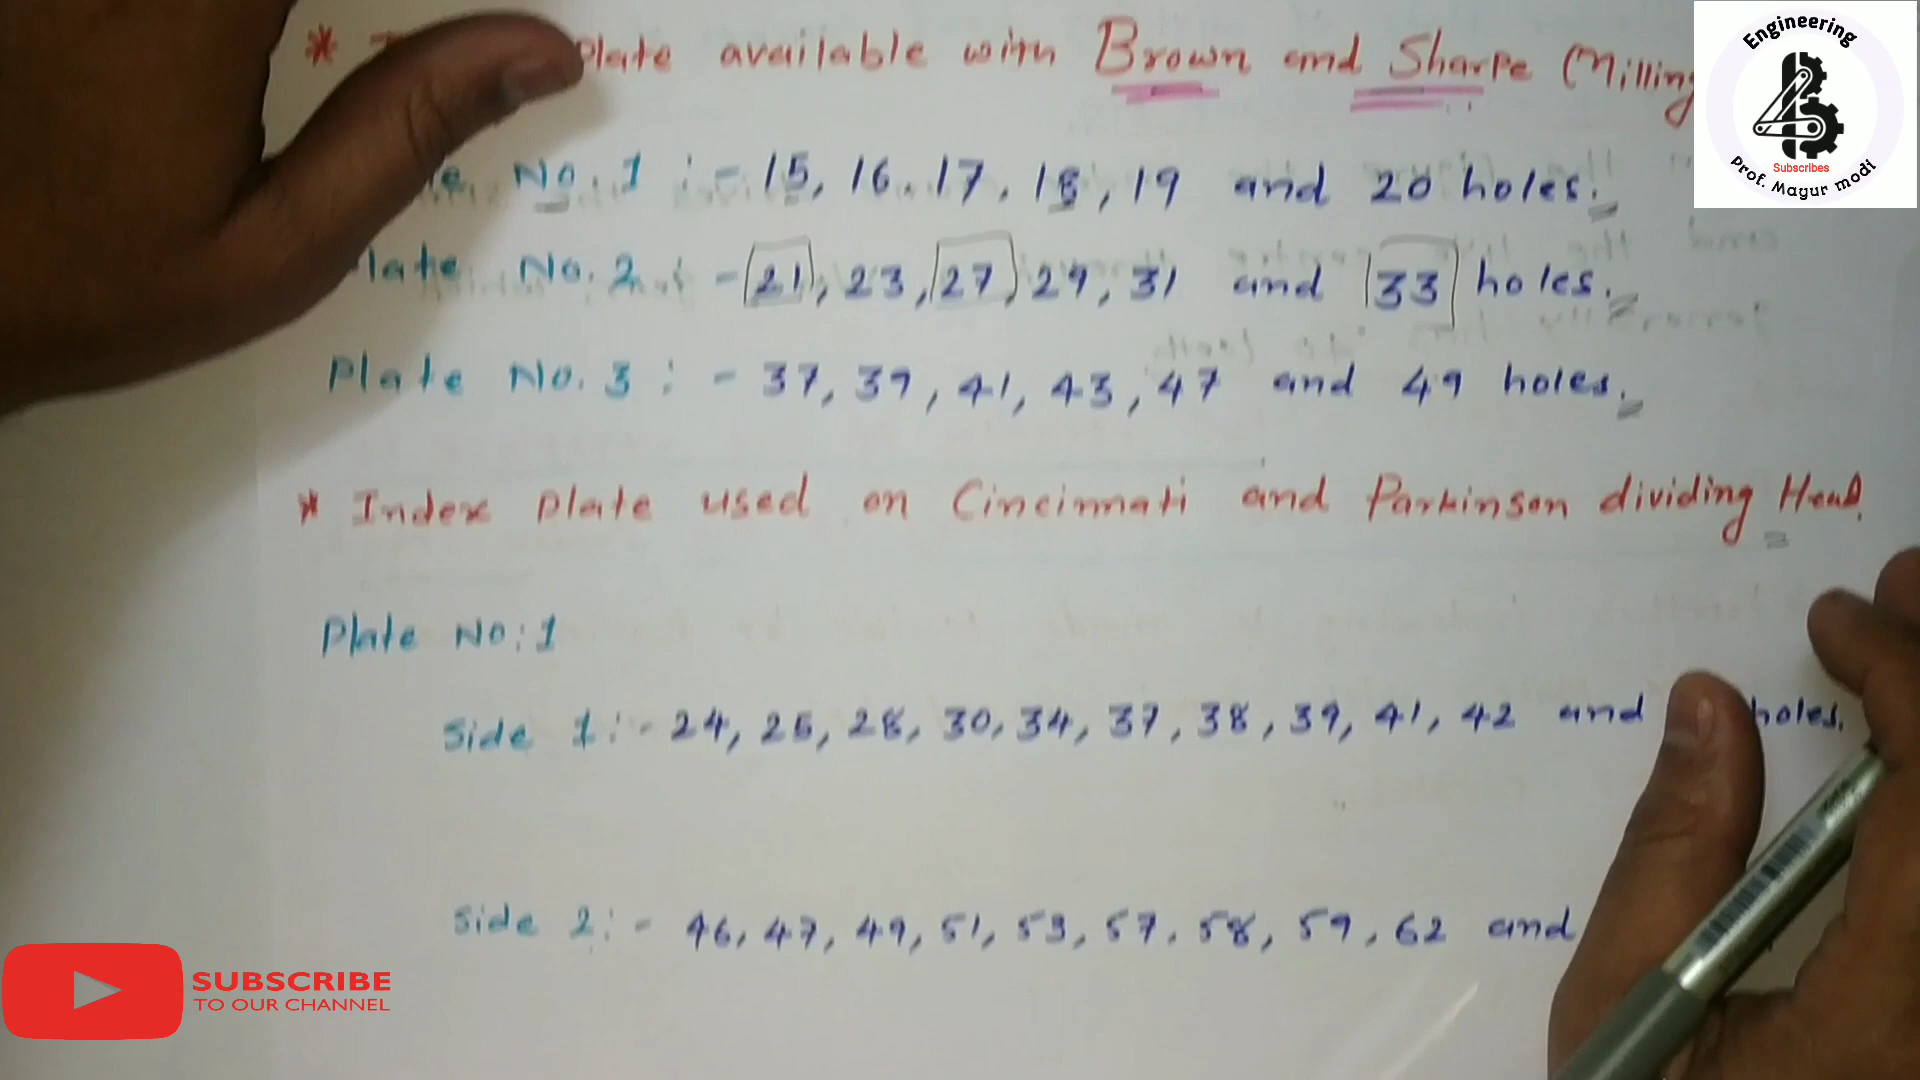 * Plate available with Brown and Sharpe (Milling
No. 1 :- 15, 16, 17, 18, 19 and 20 holes.
Plate No. 2 :- 21, 23, 27, 29, 31 and 33 holes.
Plate No. 3 :- 37, 39, 41, 43, 47 and 49 holes.
* Index plate used on Cincinnati and Parkinson dividing Head.
Plate No:1
Side 1:- 24, 25, 28, 30, 34, 37, 38, 39, 41, 42 and holes.
Side 2:- 46, 47, 49, 51, 53, 57, 58, 59, 62 and
Engineering
Subscribes
Prof. Mayur modi
SUBSCRIBE
TO OUR CHANNEL